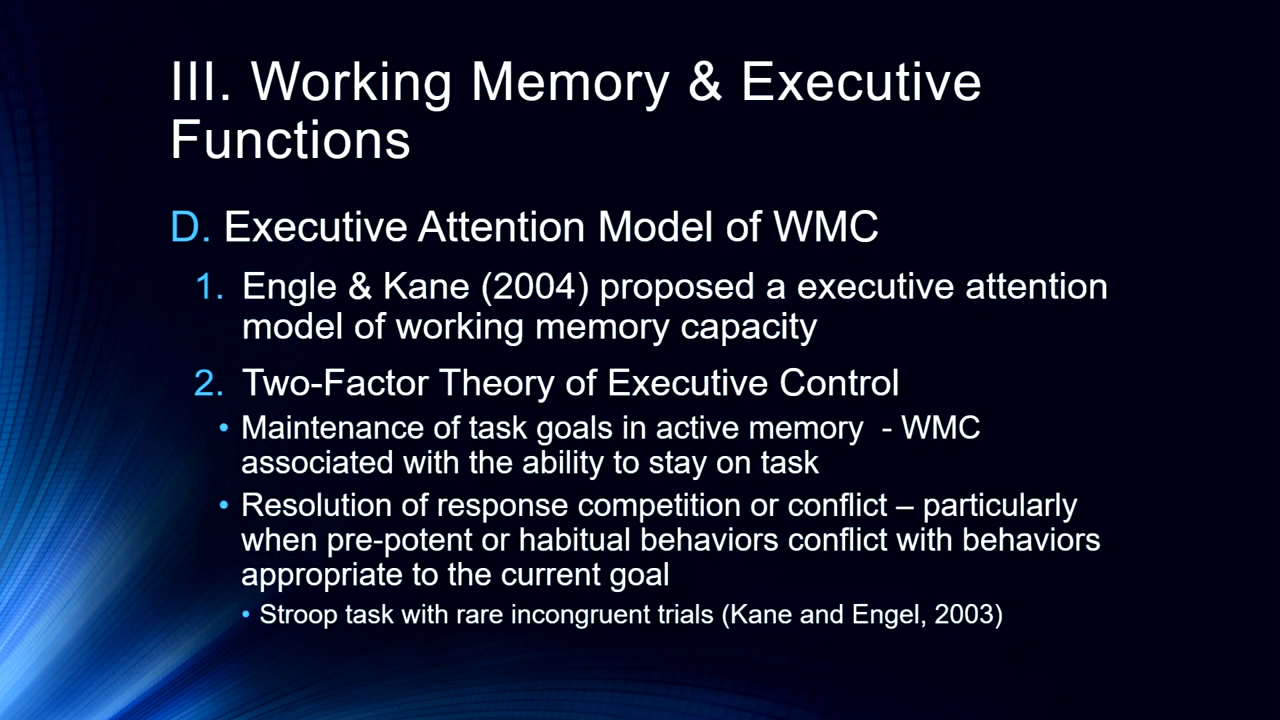 III. Working Memory & Executive
Functions
D. Executive Attention Model of WMC
1. Engle & Kane (2004) proposed a executive attention
model of working memory capacity
2. Two-Factor Theory of Executive Control
• Maintenance of task goals in active memory  - WMC
associated with the ability to stay on task
• Resolution of response competition or conflict – particularly
when pre-potent or habitual behaviors conflict with behaviors
appropriate to the current goal
• Stroop task with rare incongruent trials (Kane and Engel, 2003)